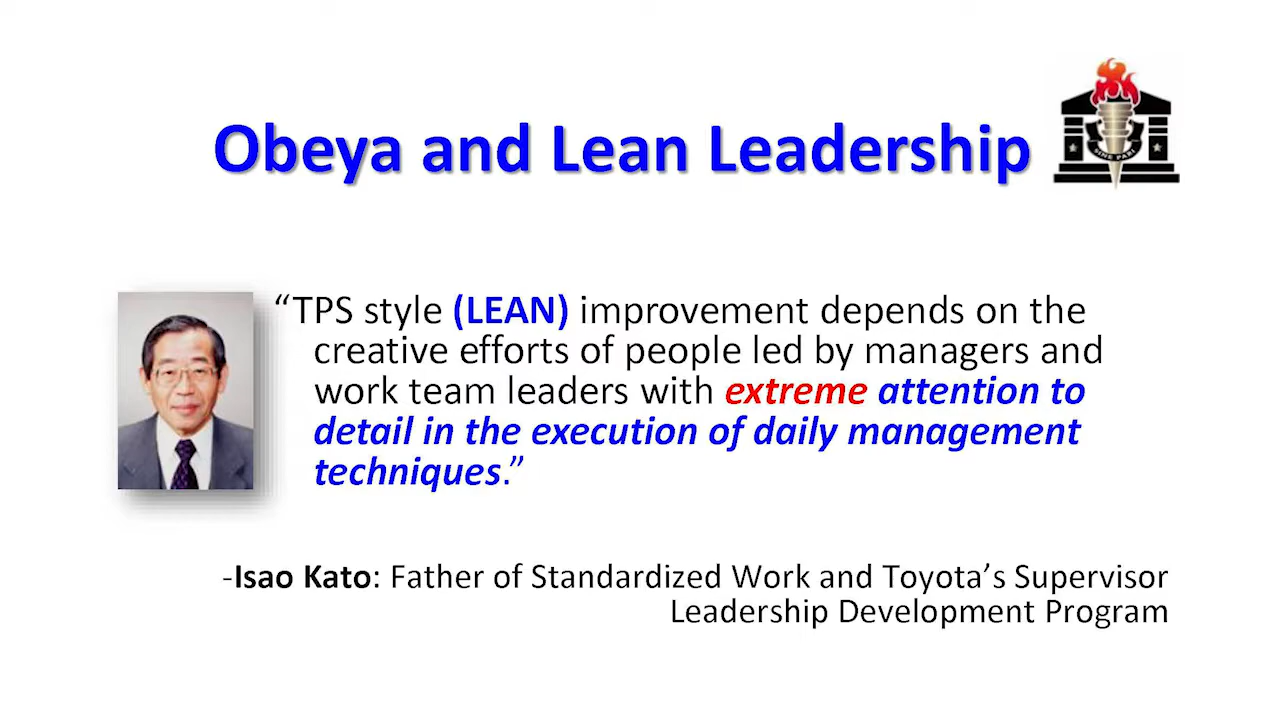 Obeya and Lean Leadership
SINE PARI
“TPS style (LEAN) improvement depends on the
creative efforts of people led by managers and
work team leaders with extreme attention to
detail in the execution of daily management
techniques.”
-Isao Kato: Father of Standardized Work and Toyota’s Supervisor
Leadership Development Program